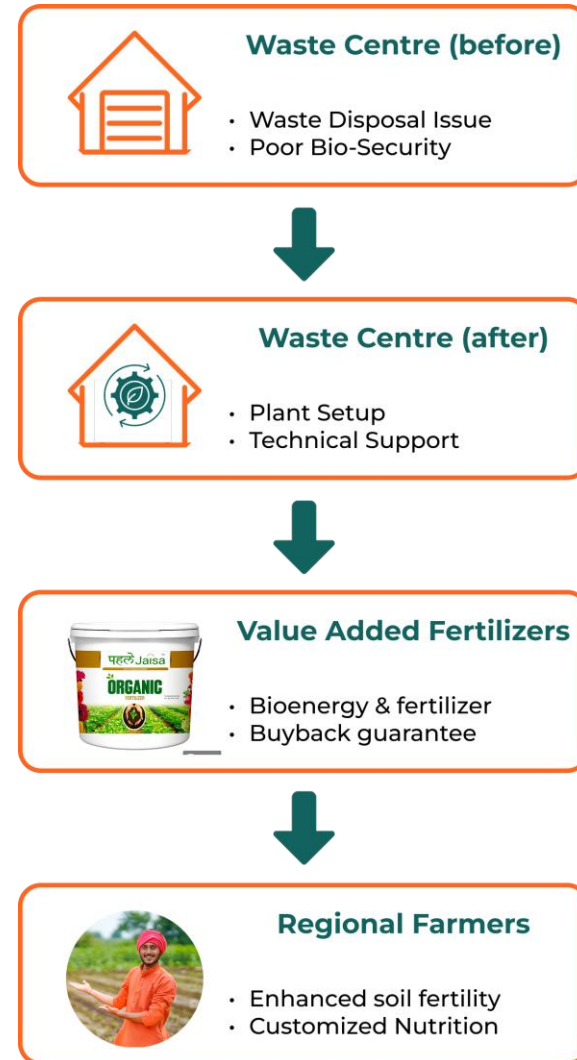 Waste Centre (before)
• Waste Disposal Issue
• Poor Bio-Security
Waste Centre (after)
• Plant Setup
• Technical Support
Value Added Fertilizers
पहले Jaisa
ORGANIC
FERTILIZER
• Bioenergy & fertilizer
• Buyback guarantee
Regional Farmers
• Enhanced soil fertility
• Customized Nutrition